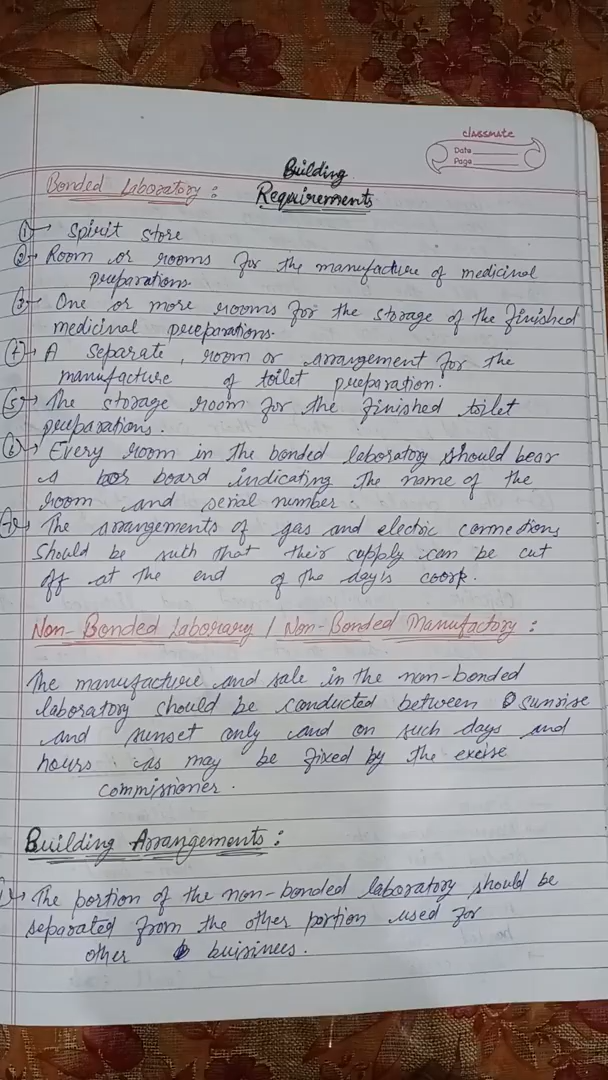 classmate
Date
Page
Building
Bonded Laboratory : Requirements
1 → Spirit store
2 → Room or rooms for the manufacture of medicinal
preparations.
3 → One or more rooms for the storage of the finished
medicinal preparations.
4 → A separate, room or arrangement for the
manufacture of toilet preparation.
5 → The storage room for the finished toilet
preparations.
6 → Every room in the bonded laboratory should bear
a board indicating the name of the
room and serial number.
7 → The arrangements of gas and electric connections
should be such that their supply can be cut
off at the end of the day's work.
Non-Bonded Laborary / Non-Bonded Manufactory :
The manufacture and sale in the non-bonded
laboratory should be conducted between sunrise
and sunset only and on such days and
hours as may be fixed by the excise
commissioner.
Building Arrangements :
1 → The portion of the non-bonded laboratory should be
separated from the other portion used for
other buisinees.